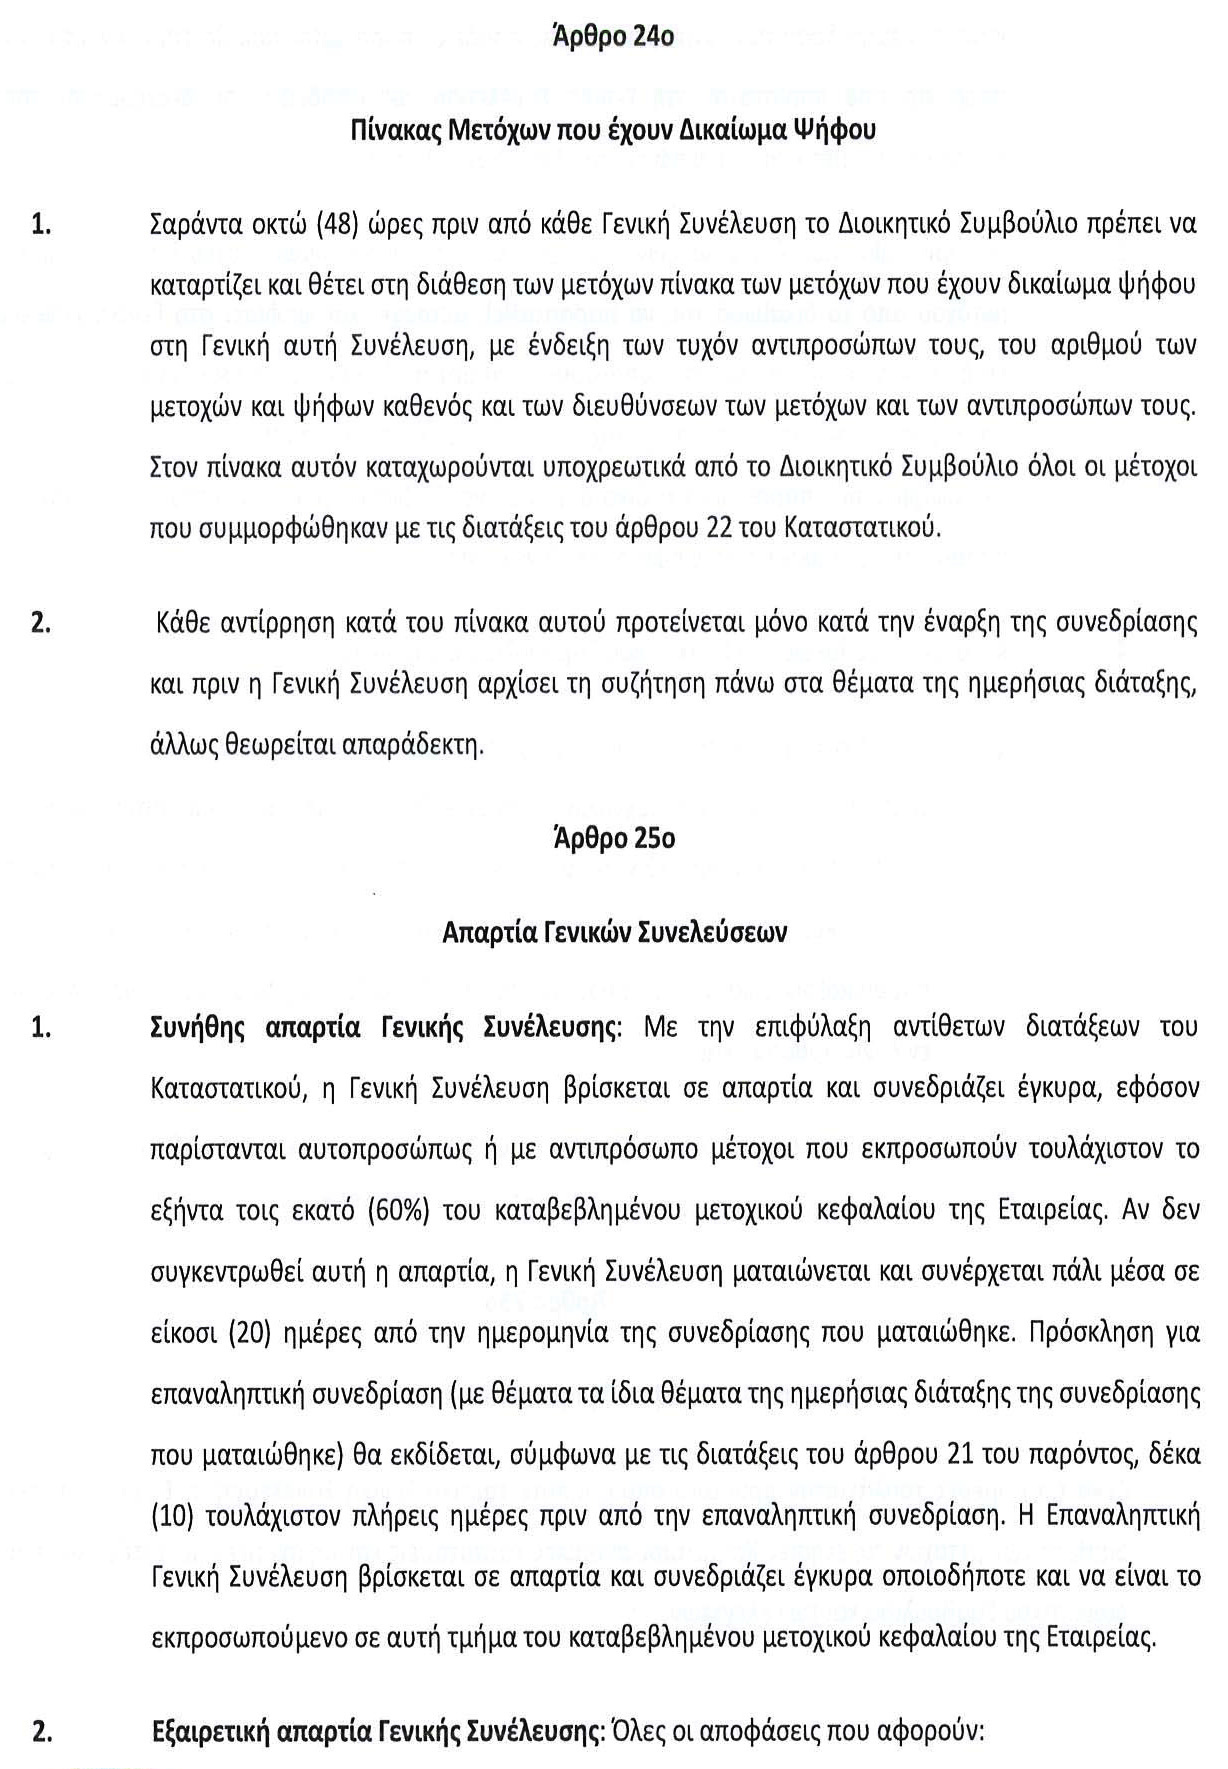 Άρθρο 24ο
Πίνακας Μετόχων που έχουν Δικαίωμα Ψήφου
1. Σαράντα οκτώ (48) ώρες πριν από κάθε Γενική Συνέλευση το Διοικητικό Συμβούλιο πρέπει να
καταρτίζει και θέτει στη διάθεση των μετόχων πίνακα των μετόχων που έχουν δικαίωμα ψήφου
στη Γενική αυτή Συνέλευση, με ένδειξη των τυχόν αντιπροσώπων τους, του αριθμού των
μετοχών και ψήφων καθενός και των διευθύνσεων των μετόχων και των αντιπροσώπων τους.
Στον πίνακα αυτόν καταχωρούνται υποχρεωτικά από το Διοικητικό Συμβούλιο όλοι οι μέτοχοι
που συμμορφώθηκαν με τις διατάξεις του άρθρου 22 του Καταστατικού.
2. Κάθε αντίρρηση κατά του πίνακα αυτού προτείνεται μόνο κατά την έναρξη της συνεδρίασης
και πριν η Γενική Συνέλευση αρχίσει τη συζήτηση πάνω στα θέματα της ημερήσιας διάταξης,
άλλως θεωρείται απαράδεκτη.
Άρθρο 25ο
Απαρτία Γενικών Συνελεύσεων
1. Συνήθης απαρτία Γενικής Συνέλευσης: Με την επιφύλαξη αντίθετων διατάξεων του
Καταστατικού, η Γενική Συνέλευση βρίσκεται σε απαρτία και συνεδριάζει έγκυρα, εφόσον
παρίστανται αυτοπροσώπως ή με αντιπρόσωπο μέτοχοι που εκπροσωπούν τουλάχιστον το
εξήντα τοις εκατό (60%) του καταβεβλημένου μετοχικού κεφαλαίου της Εταιρείας. Αν δεν
συγκεντρωθεί αυτή η απαρτία, η Γενική Συνέλευση ματαιώνεται και συνέρχεται πάλι μέσα σε
είκοσι (20) ημέρες από την ημερομηνία της συνεδρίασης που ματαιώθηκε. Πρόσκληση για
επαναληπτική συνεδρίαση (με θέματα τα ίδια θέματα της ημερήσιας διάταξης της συνεδρίασης
που ματαιώθηκε) θα εκδίδεται, σύμφωνα με τις διατάξεις του άρθρου 21 του παρόντος, δέκα
(10) τουλάχιστον πλήρεις ημέρες πριν από την επαναληπτική συνεδρίαση. Η Επαναληπτική
Γενική Συνέλευση βρίσκεται σε απαρτία και συνεδριάζει έγκυρα οποιοδήποτε και να είναι το
εκπροσωπούμενο σε αυτή τμήμα του καταβεβλημένου μετοχικού κεφαλαίου της Εταιρείας.
2. Εξαιρετική απαρτία Γενικής Συνέλευσης: Όλες οι αποφάσεις που αφορούν: